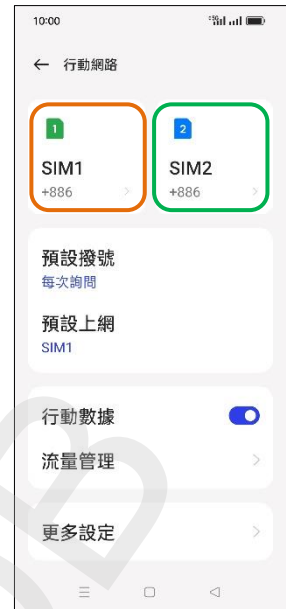 10:00
行動網路
1
2
SIM1
SIM2
+886
+886
預設撥號
每次詢問
預設上網
SIM1
行動數據
流量管理
更多設定